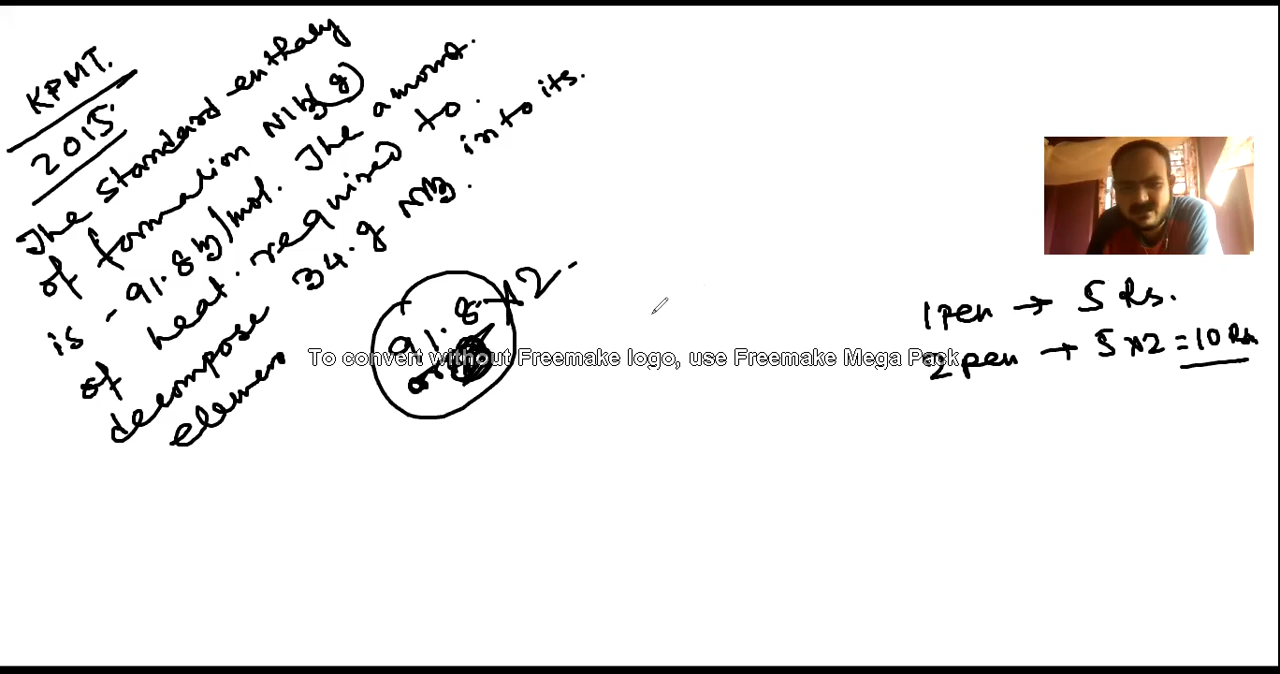 KPMT.
2015.
The standard enthaly
of formation NH3(g)
is -91.8 kJ/mol. The amount
of heat required to
decompose 34.g NH3. into its.
element
91.8 × 2
To convert without Freemake logo, use Freemake Mega Pack
1 pen → 5 Rs.
2 pen → 5 × 2 = 10 Rs